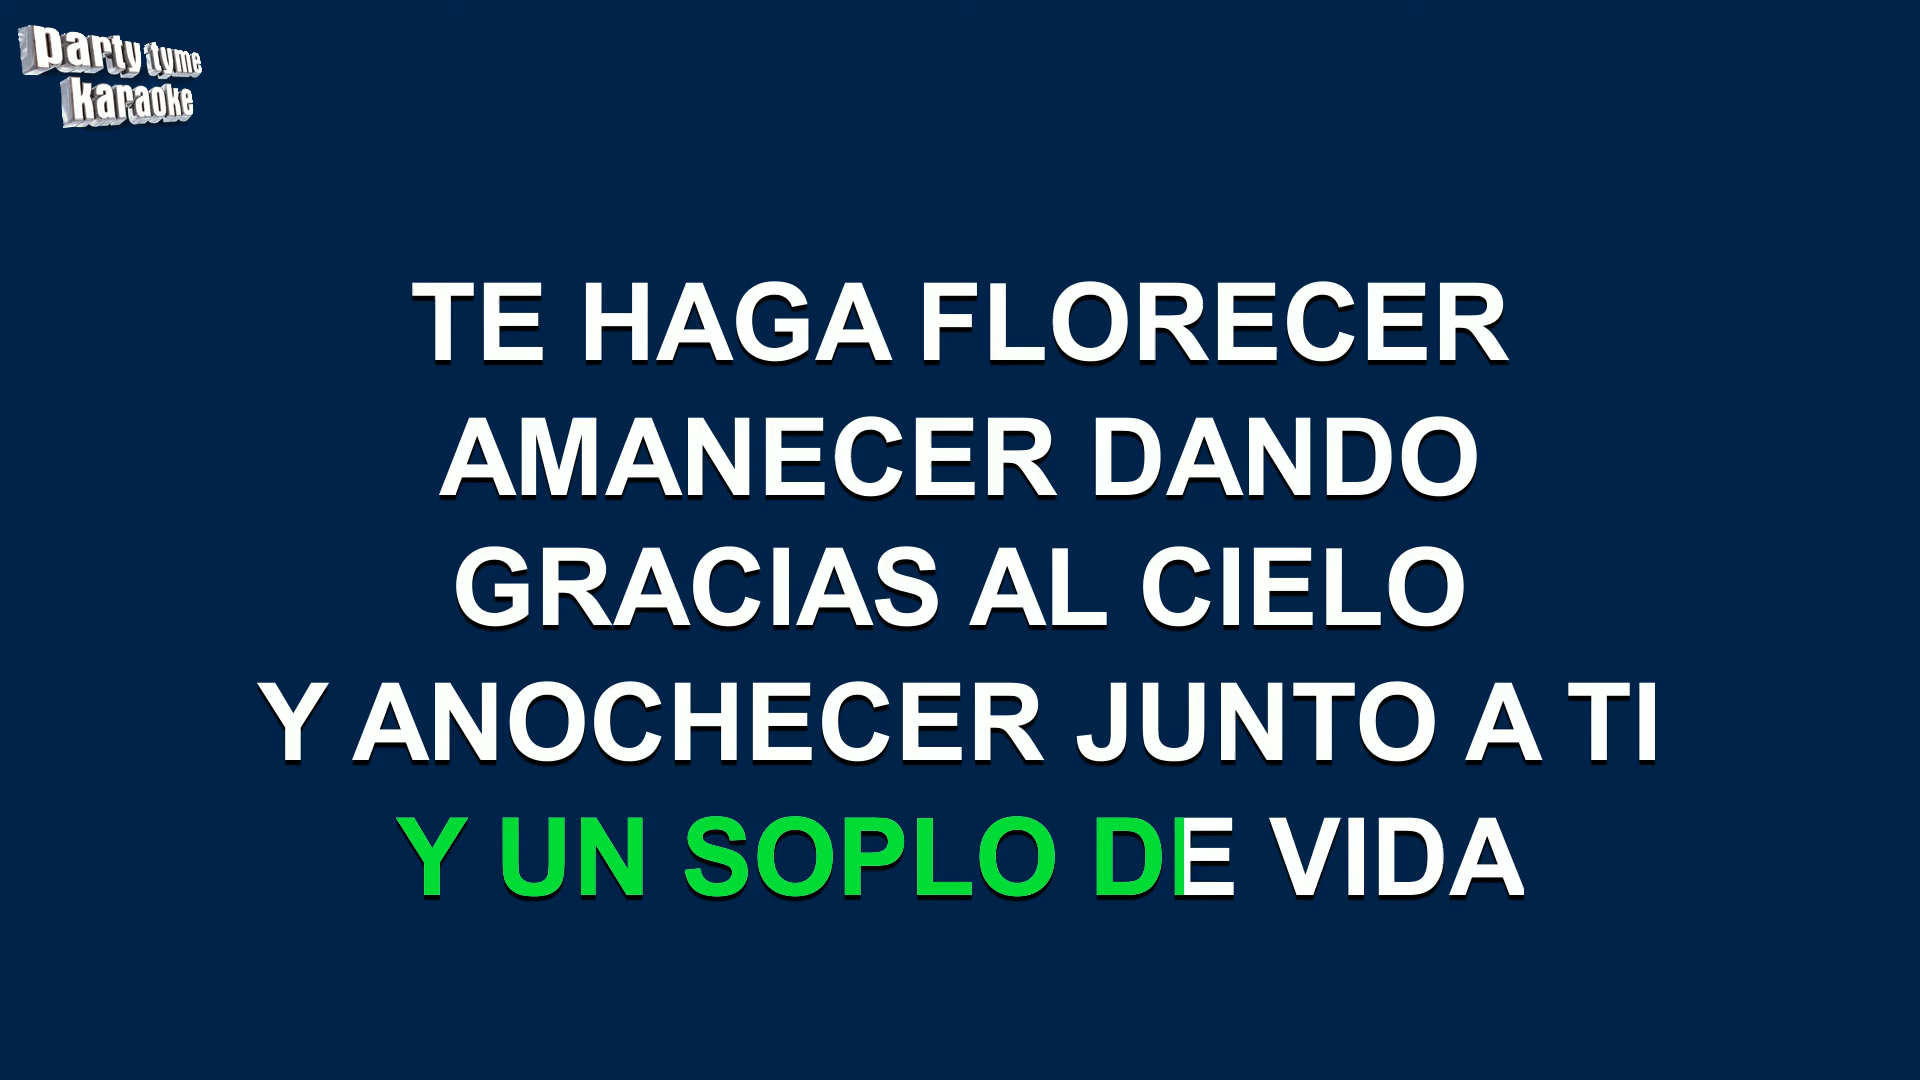 party tyme
karaoke
TE HAGA FLORECER
AMANECER DANDO
GRACIAS AL CIELO
Y ANOCHECER JUNTO A TI
Y UN SOPLO DE VIDA